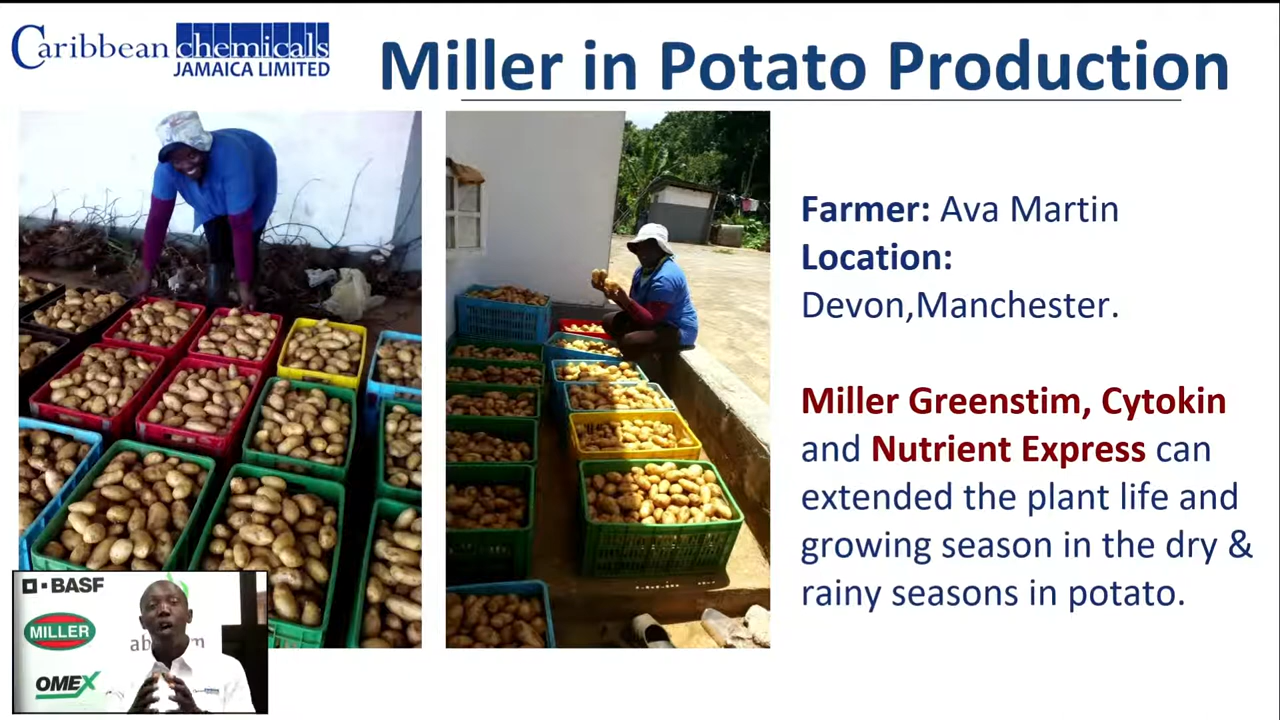 Caribbean chemicals
JAMAICA LIMITED
Miller in Potato Production
Farmer: Ava Martin
Location:
Devon,Manchester.
Miller Greenstim, Cytokin
and Nutrient Express can
extended the plant life and
growing season in the dry &
rainy seasons in potato.
BASF
MILLER
OMEX